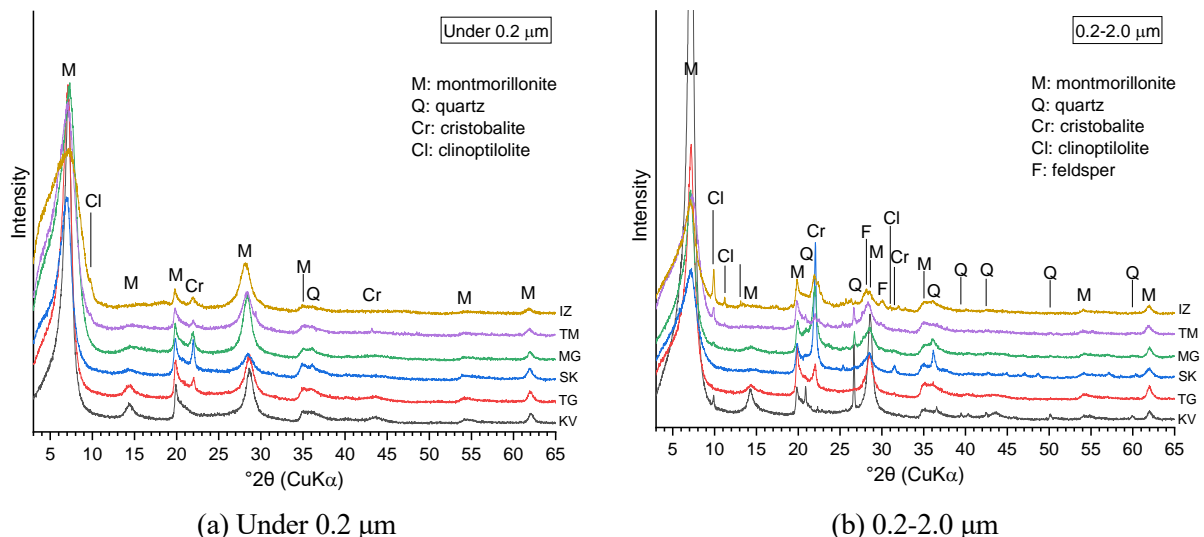 Under 0.2 μm
M: montmorillonite
Q: quartz
Cr: cristobalite
Cl: clinoptilolite
M
Cl
M
M
Cr
M
M
Q
Cr
M
M
IZ
TM
MG
SK
TG
KV
Intensity
5 10 15 20 25 30 35 40 45 50 55 60 65
°2θ (CuKα)
(a) Under 0.2 μm
0.2-2.0 μm
M: montmorillonite
Q: quartz
Cr: cristobalite
Cl: clinoptilolite
F: feldsper
M
Cl
Cl
M
M
Q
Cr
Q
F
M
F
Cl
Cr
M
Q
Q
Q
Q
M
Q
M
IZ
TM
MG
SK
TG
KV
Intensity
5 10 15 20 25 30 35 40 45 50 55 60 65
°2θ (CuKα)
(b) 0.2-2.0 μm